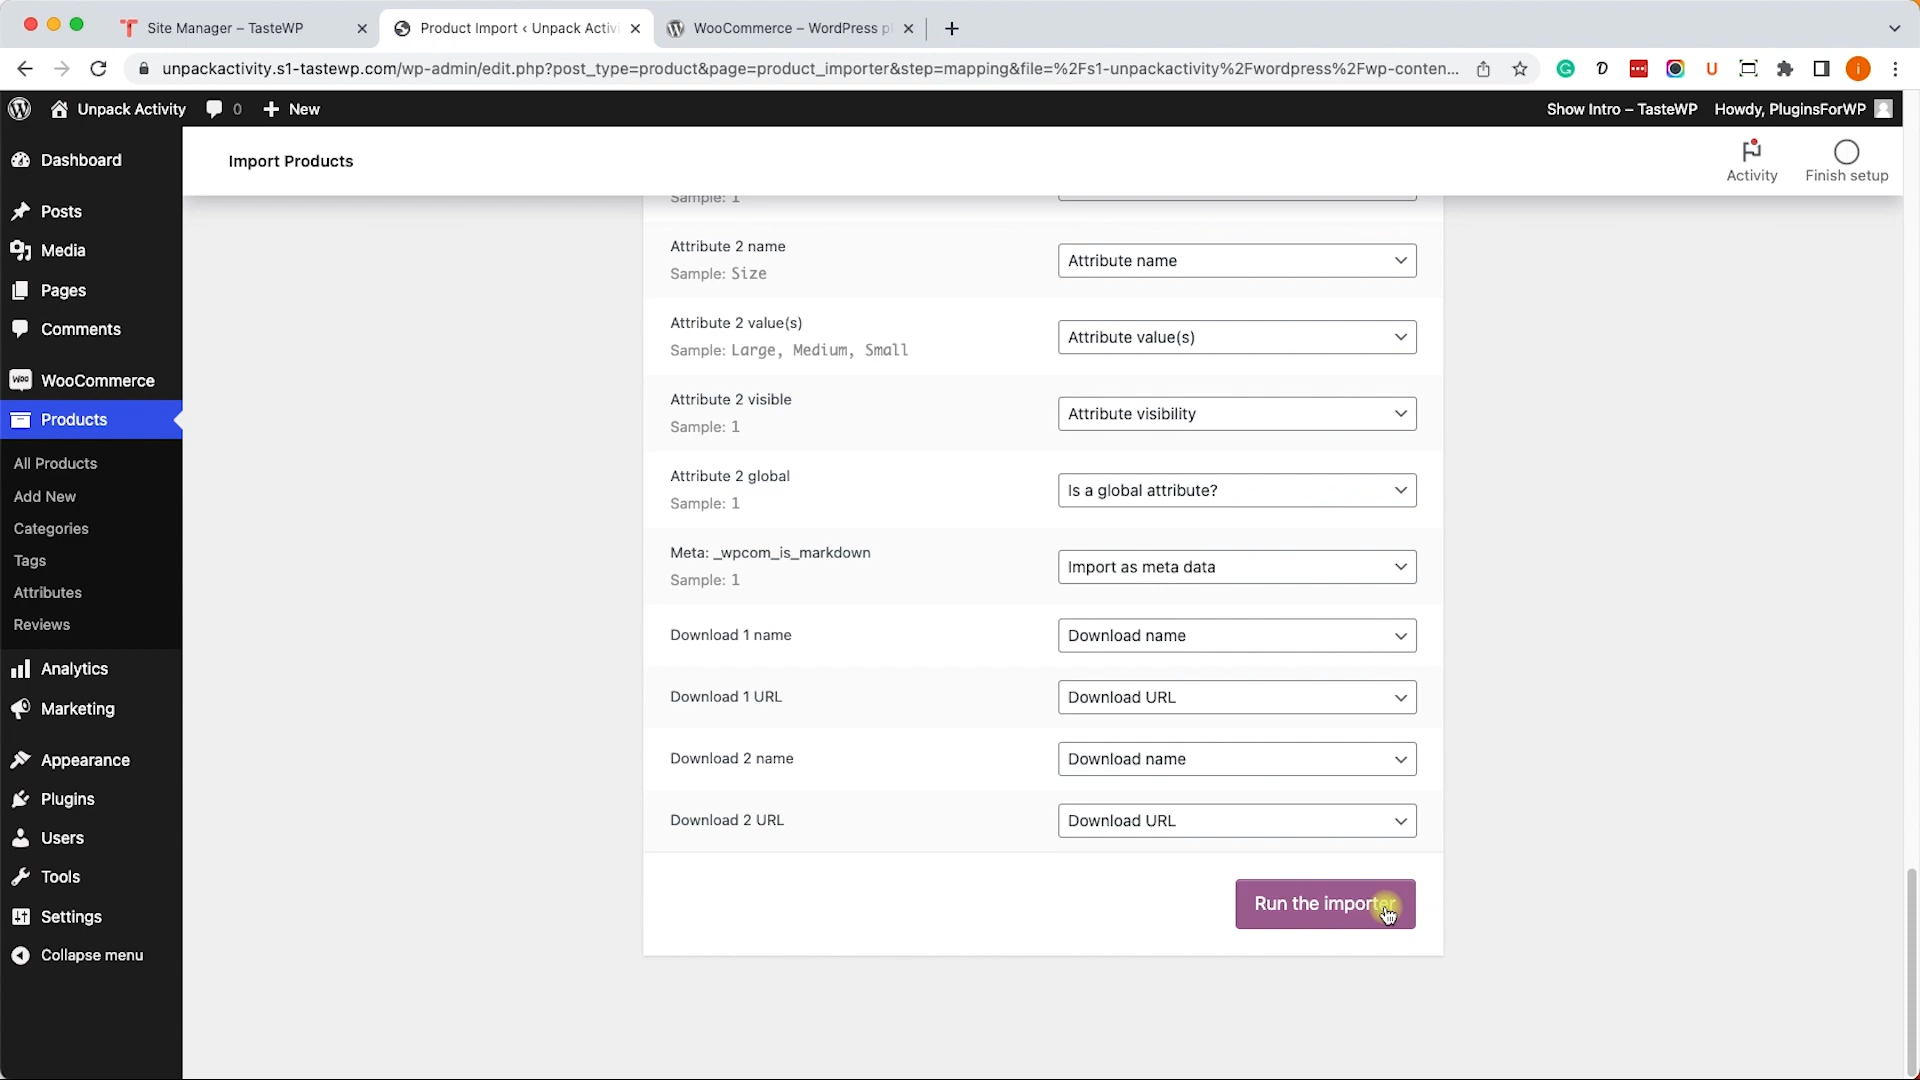 Site Manager – TasteWP
Product Import ‹ Unpack Activi
WooCommerce – WordPress pl
unpackactivity.s1-tastewp.com/wp-admin/edit.php?post_type=product&page=product_importer&step=mapping&file=%2Fs1-unpackactivity%2Fwordpress%2Fwp-conten...
Unpack Activity
0
New
Show Intro – TasteWP
Howdy, PluginsForWP
Dashboard
Posts
Media
Pages
Comments
WooCommerce
Products
All Products
Add New
Categories
Tags
Attributes
Reviews
Analytics
Marketing
Appearance
Plugins
Users
Tools
Settings
Collapse menu
Import Products
Activity
Finish setup
Sample: 1
Attribute 2 name
Sample: Size
Attribute name
Attribute 2 value(s)
Sample: Large, Medium, Small
Attribute value(s)
Attribute 2 visible
Sample: 1
Attribute visibility
Attribute 2 global
Sample: 1
Is a global attribute?
Meta: _wpcom_is_markdown
Sample: 1
Import as meta data
Download 1 name
Download name
Download 1 URL
Download URL
Download 2 name
Download name
Download 2 URL
Download URL
Run the importer